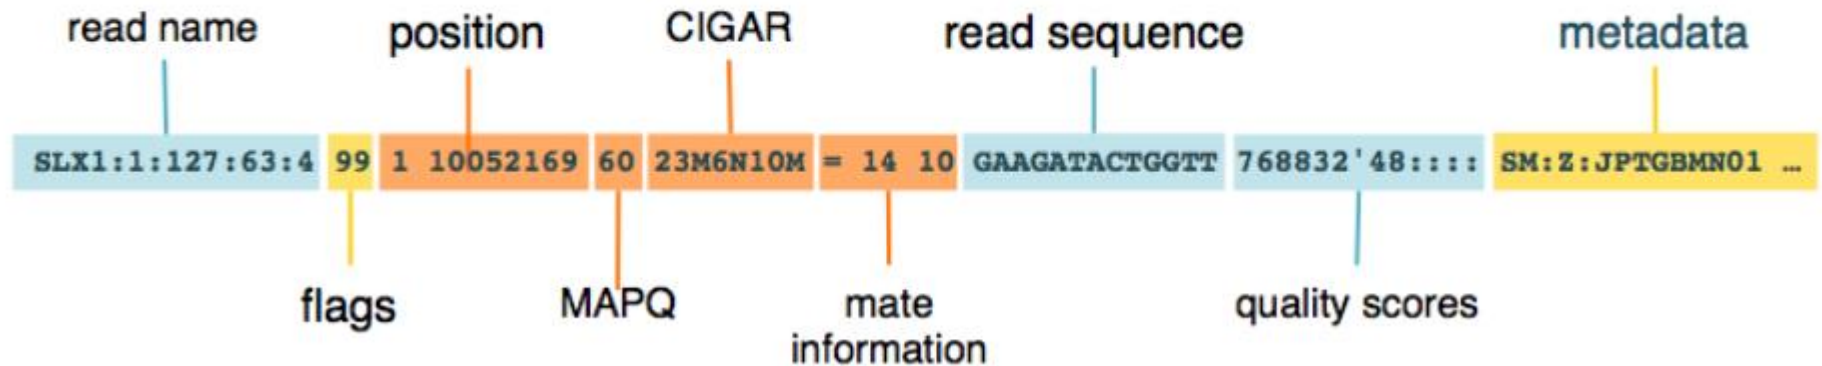 read name position CIGAR read sequence metadata
SLX1:1:127:63:4 99 1 10052169 60 23M6N10M = 14 10 GAAGATACTGGTT 768832'48:::: SM:Z:JPTGBMN01 …
flags MAPQ mate information quality scores